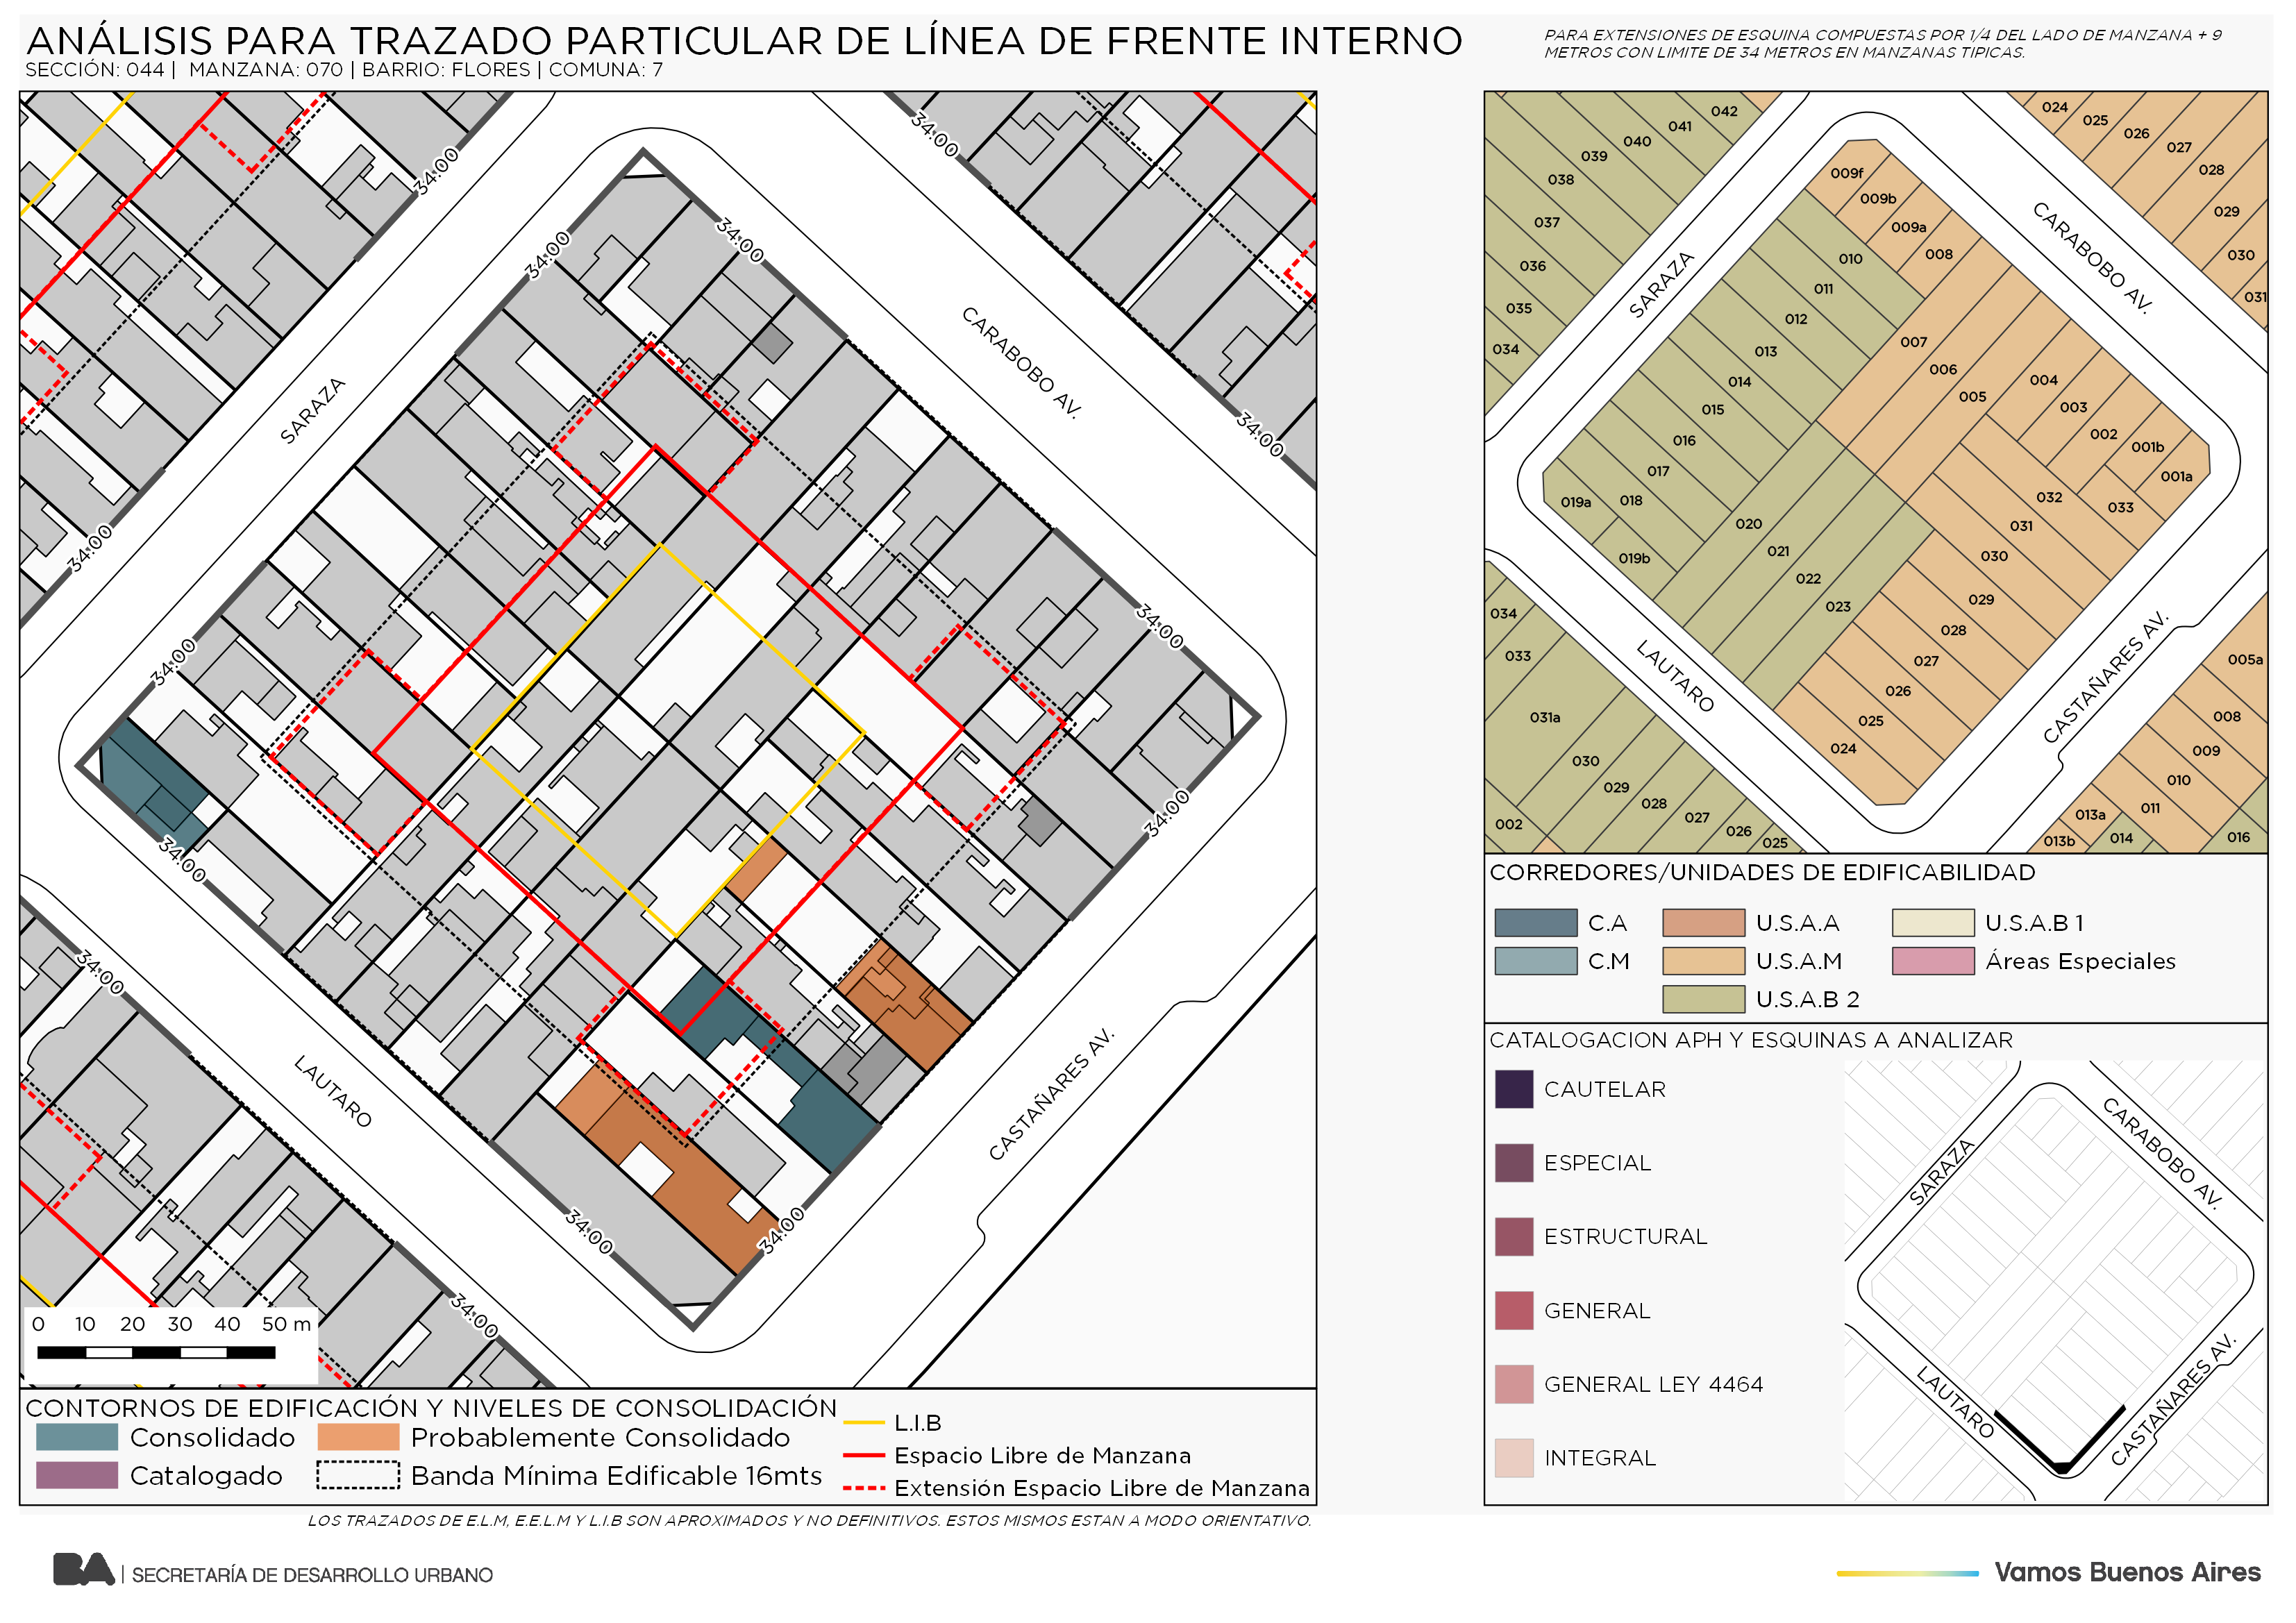 ANÁLISIS PARA TRAZADO PARTICULAR DE LÍNEA DE FRENTE INTERNO
SECCIÓN: 044 | MANZANA: 070 | BARRIO: FLORES | COMUNA: 7
PARA EXTENSIONES DE ESQUINA COMPUESTAS POR 1/4 DEL LADO DE MANZANA + 9
METROS CON LIMITE DE 34 METROS EN MANZANAS TIPICAS.
34:00
34:00
34:00
34:00
SARAZA
CARABOBO AV.
34:00
34:00
34:00
34:00
34:00
34:00
34:00
LAUTARO
CASTAÑARES AV.
34:00
34:00
34:00
0 10 20 30 40 50 m
042
041
040
039
038
037
036
035
034
024
025
026
027
028
029
030
031
SARAZA
CARABOBO AV.
009f
009b
009a
008
010
011
012
013
014
015
016
017
018
019a
019b
007
006
005
004
003
002
001b
001a
033
032
031
030
029
028
027
026
025
024
020
021
022
023
LAUTARO
CASTAÑARES AV.
034
033
031a
030
029
028
027
026
025
002
005a
008
009
010
011
013a
013b
014
016
CORREDORES/UNIDADES DE EDIFICABILIDAD
C.A
U.S.A.A
U.S.A.B 1
C.M
U.S.A.M
Áreas Especiales
U.S.A.B 2
CATALOGACION APH Y ESQUINAS A ANALIZAR
CAUTELAR
ESPECIAL
ESTRUCTURAL
GENERAL
GENERAL LEY 4464
INTEGRAL
SARAZA
CARABOBO AV.
LAUTARO
CASTAÑARES AV.
CONTORNOS DE EDIFICACIÓN Y NIVELES DE CONSOLIDACIÓN
Consolidado
Probablemente Consolidado
Catalogado
Banda Mínima Edificable 16mts
L.I.B
Espacio Libre de Manzana
Extensión Espacio Libre de Manzana
LOS TRAZADOS DE E.L.M, E.E.L.M Y L.I.B SON APROXIMADOS Y NO DEFINITIVOS. ESTOS MISMOS ESTAN A MODO ORIENTATIVO.
BA | SECRETARÍA DE DESARROLLO URBANO
Vamos Buenos Aires